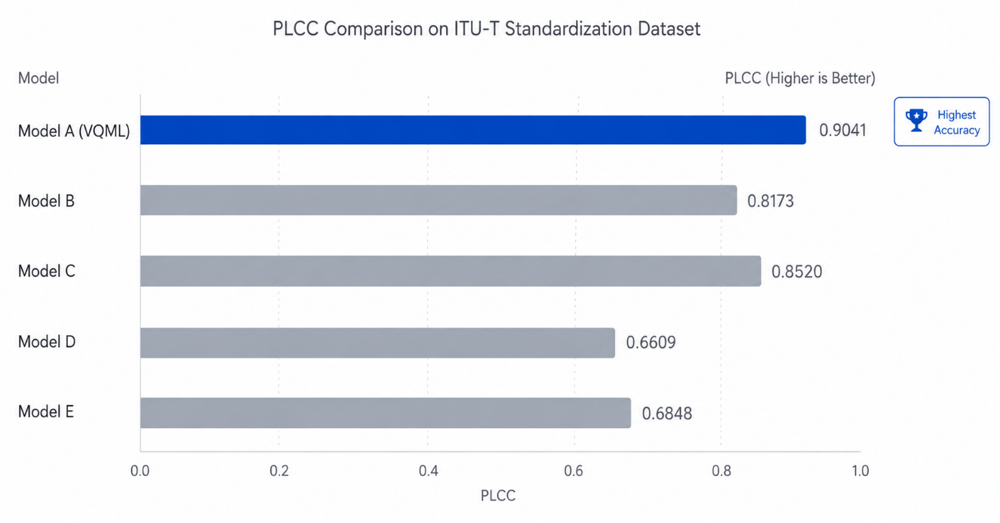 PLCC Comparison on ITU-T Standardization Dataset
Model
PLCC (Higher is Better)
Model A (VQML)
0.9041
Highest
Accuracy
Model B
0.8173
Model C
0.8520
Model D
0.6609
Model E
0.6848
0.0
0.2
0.4
0.6
0.8
1.0
PLCC